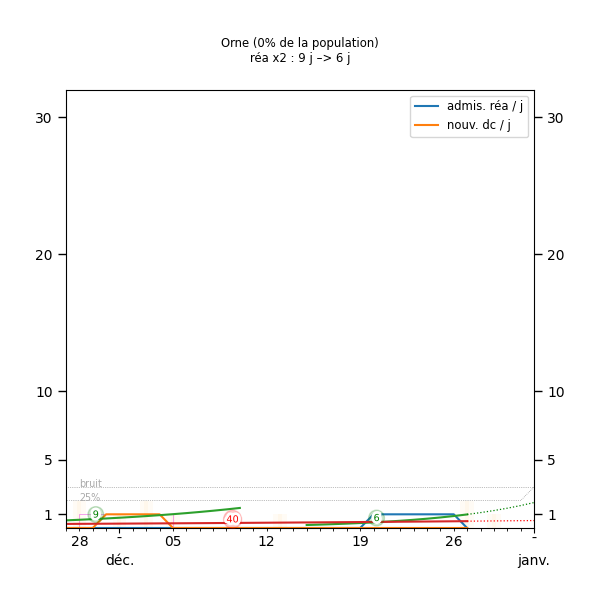 Orne (0% de la population)
réa x2 : 9 j –> 6 j
admis. réa / j
nouv. dc / j
30 30
20 20
10 10
5 5
bruit
25%
1 9 40 6 1
28 - 05 12 19 26 -
déc. janv.